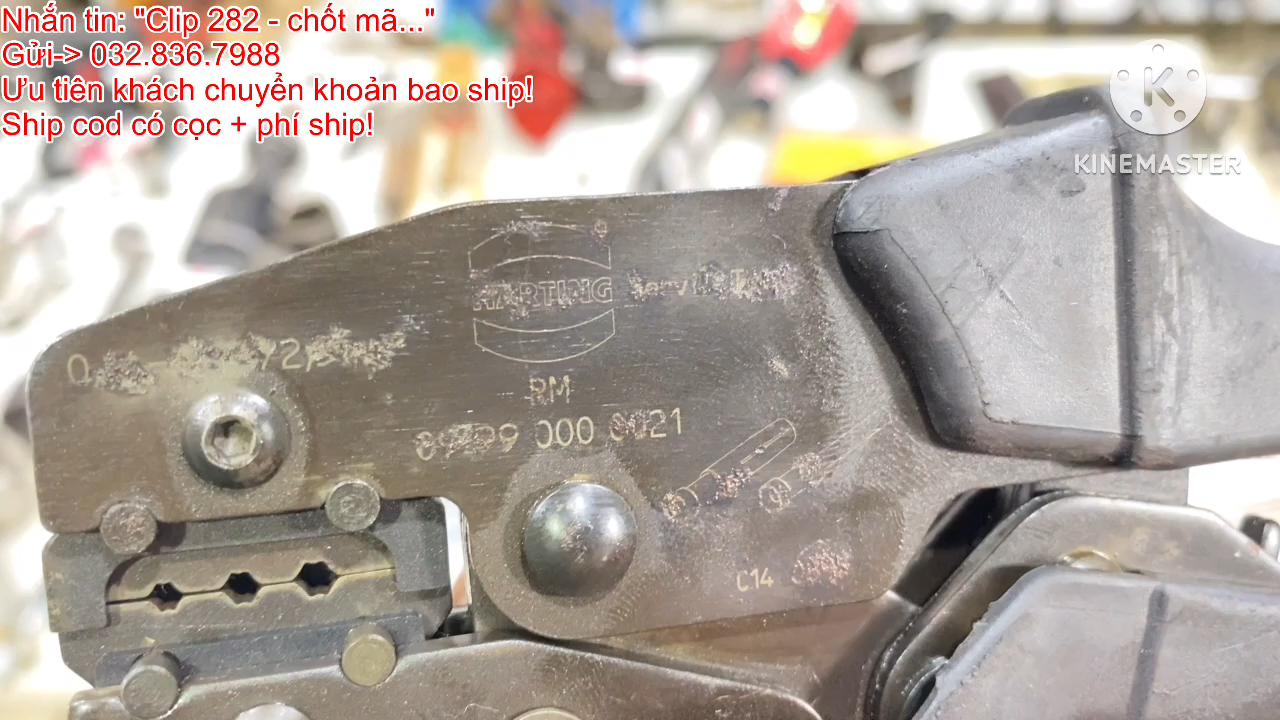 Nhắn tin: "Clip 282 - chốt mã..."
Gửi-> 032.836.7988
Ưu tiên khách chuyển khoản bao ship!
Ship cod có cọc + phí ship!
K
KINEMASTER
HARTING
RM
000
C14